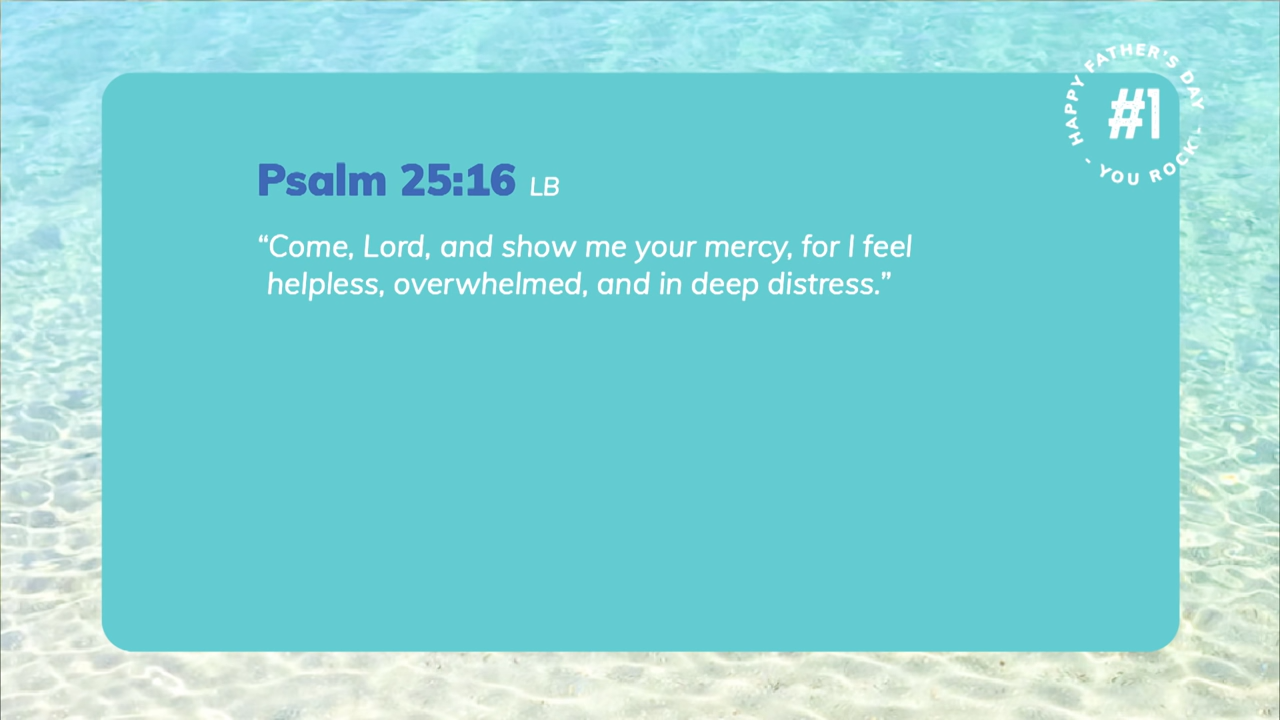 HAPPY FATHER'S DAY
#1
- YOU ROCK -
Psalm 25:16 LB
“Come, Lord, and show me your mercy, for I feel
helpless, overwhelmed, and in deep distress.”